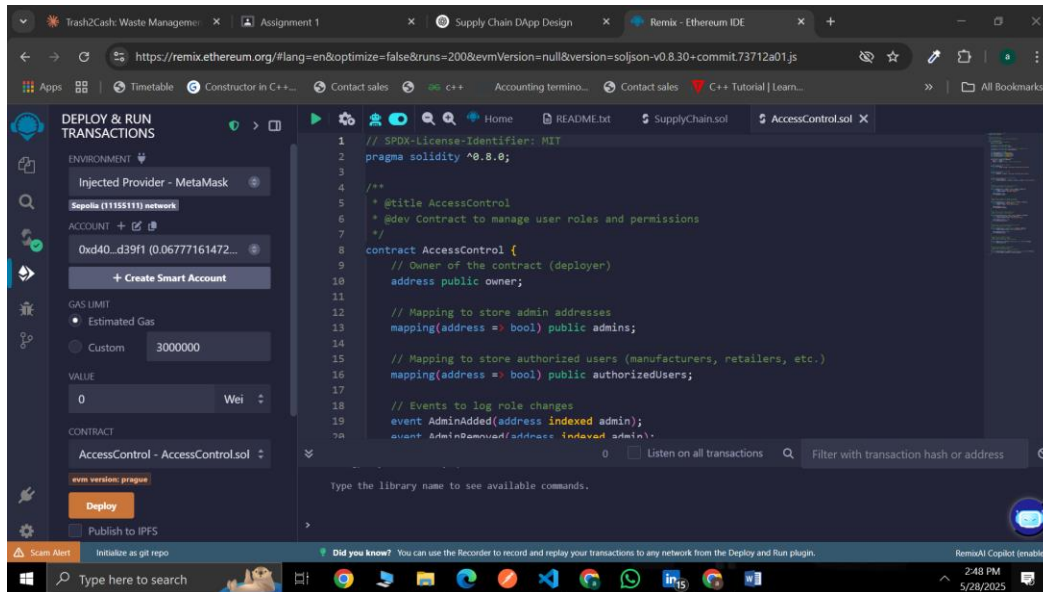 Trash2Cash: Waste Managemen
Assignment 1
Supply Chain DApp Design
Remix - Ethereum IDE
https://remix.ethereum.org/#lang=en&optimize=false&runs=200&evmVersion=null&version=soljson-v0.8.30+commit.73712a01.js
Apps
Timetable
Constructor in C++...
Contact sales
c++
Accounting termino...
Contact sales
C++ Tutorial | Learn...
»
All Bookmarks
DEPLOY & RUN
TRANSACTIONS
ENVIRONMENT
Injected Provider - MetaMask
Sepolia (11155111) network
ACCOUNT
0xd40...d39f1 (0.06777161472...
+ Create Smart Account
GAS LIMIT
Estimated Gas
Custom 3000000
VALUE
0 Wei
CONTRACT
AccessControl - AccessControl.sol
evm version: prague
Deploy
Publish to IPFS
Home README.txt SupplyChain.sol AccessControl.sol
1 // SPDX-License-Identifier: MIT
2 pragma solidity ^0.8.0;
3
4 /**
5 * @title AccessControl
6 * @dev Contract to manage user roles and permissions
7 */
8 contract AccessControl {
9 // Owner of the contract (deployer)
10 address public owner;
11
12 // Mapping to store admin addresses
13 mapping(address => bool) public admins;
14
15 // Mapping to store authorized users (manufacturers, retailers, etc.)
16 mapping(address => bool) public authorizedUsers;
17
18 // Events to log role changes
19 event AdminAdded(address indexed admin);
20 event AdminRemoved(address indexed admin);
0 Listen on all transactions Filter with transaction hash or address
Type the library name to see available commands.
>
Scam Alert Initialize as git repo Did you know? You can use the Recorder to record and replay your transactions to any network from the Deploy and Run plugin. RemixAI Copilot (enable
Type here to search
in 15
2:48 PM
5/28/2025